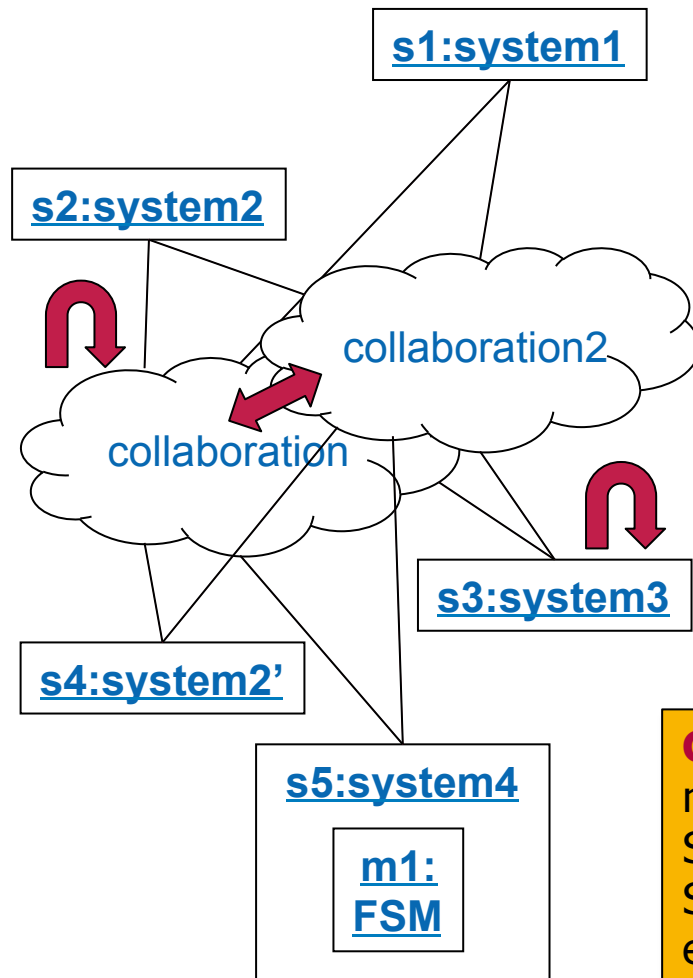 s1:system1
s2:system2
collaboration2
collaboration
s3:system3
s4:system2’
s5:system4
m1:
FSM